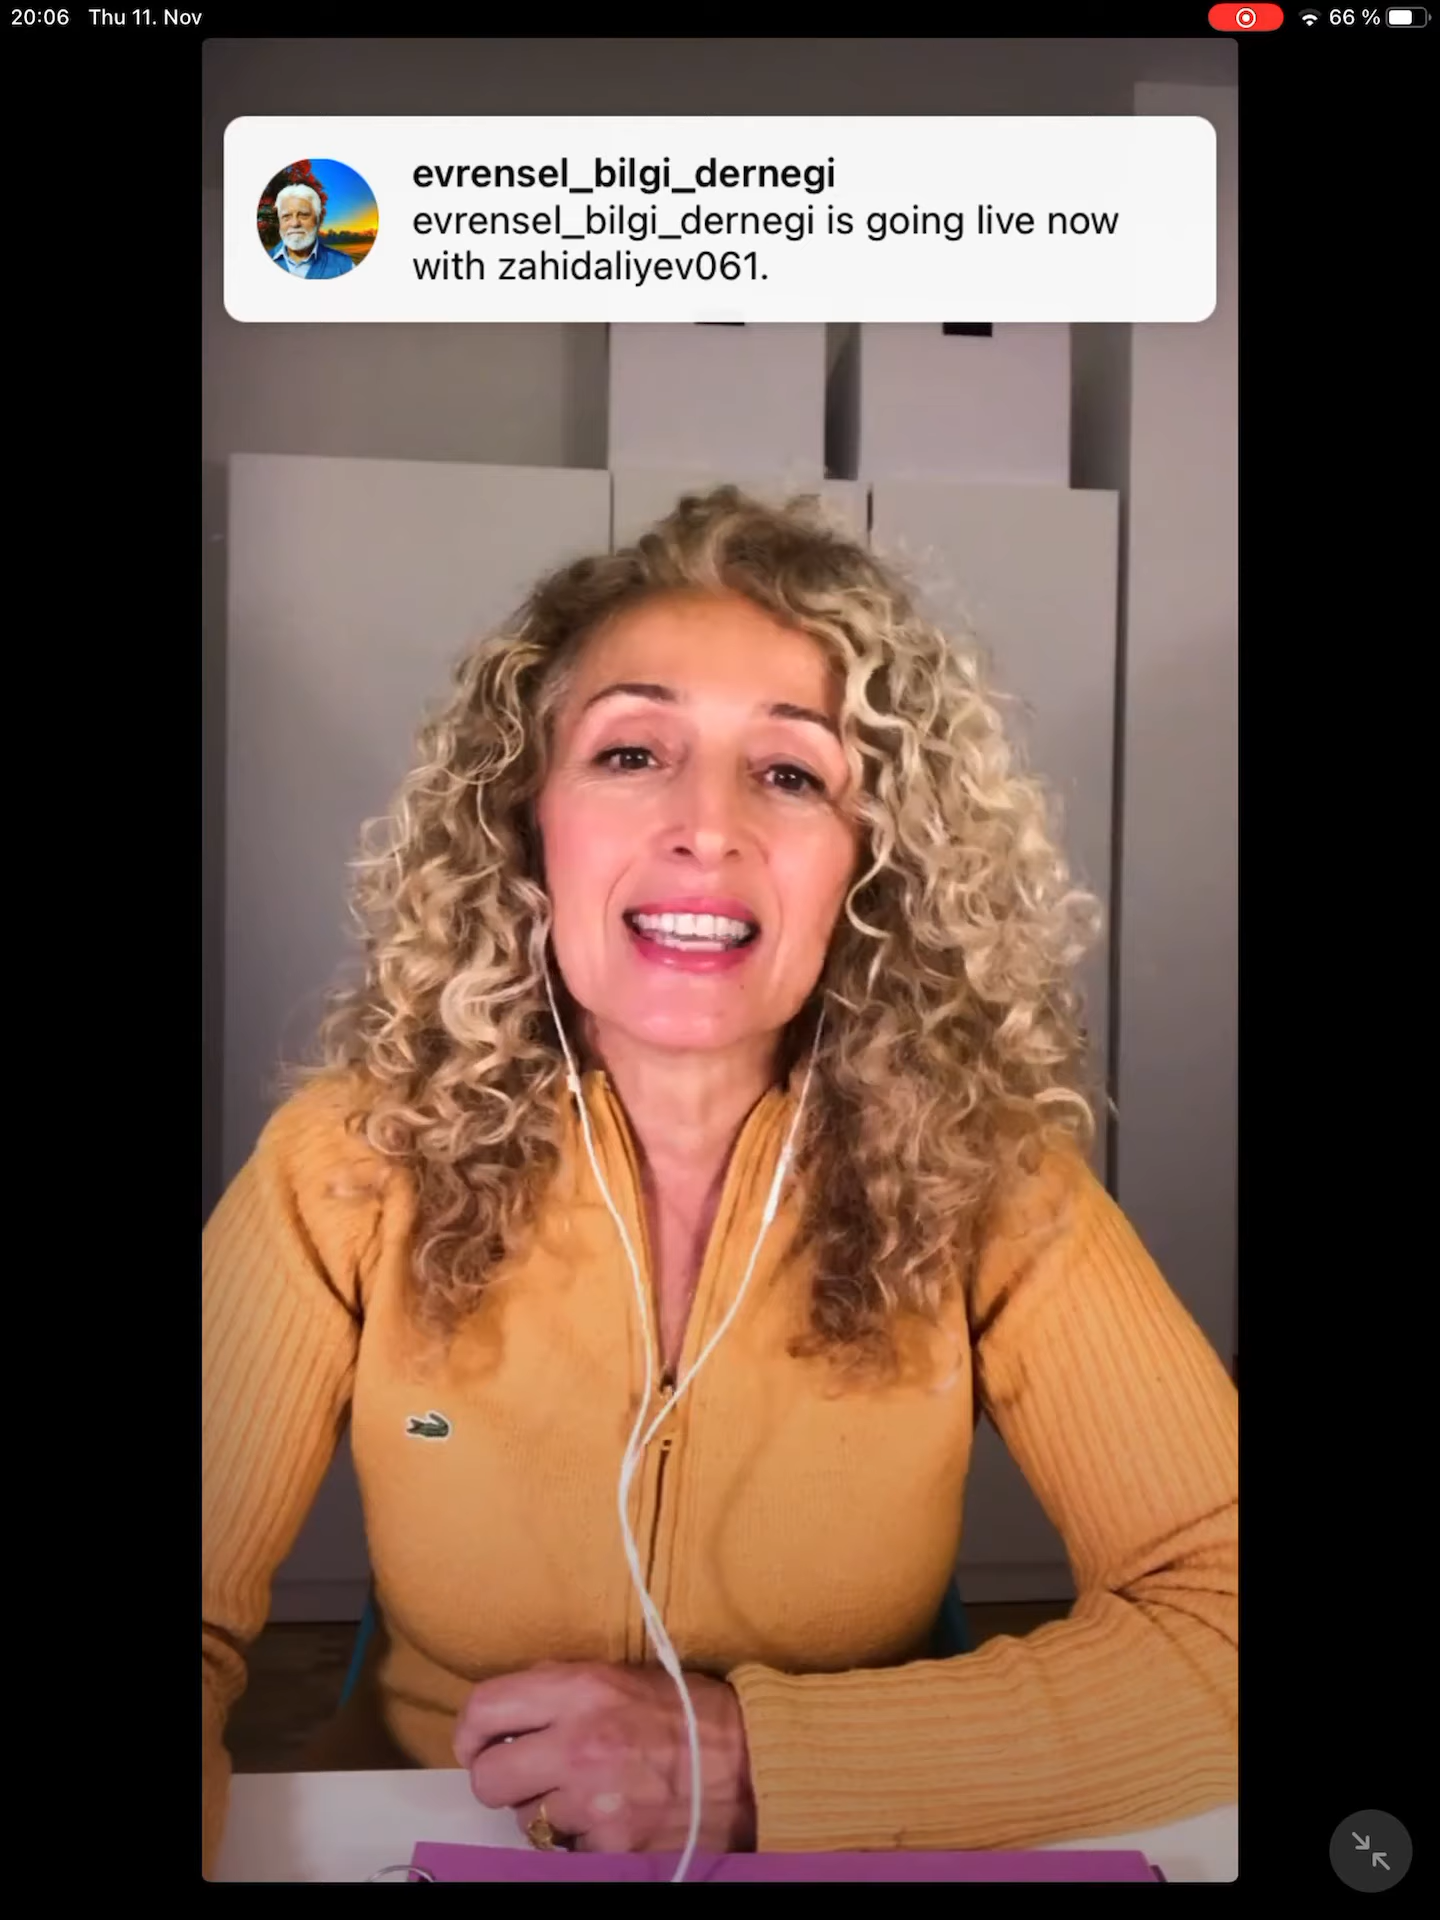 20:06 Thu 11. Nov
66 %
evrensel_bilgi_dernegi
evrensel_bilgi_dernegi is going live now
with zahidaliyev061.